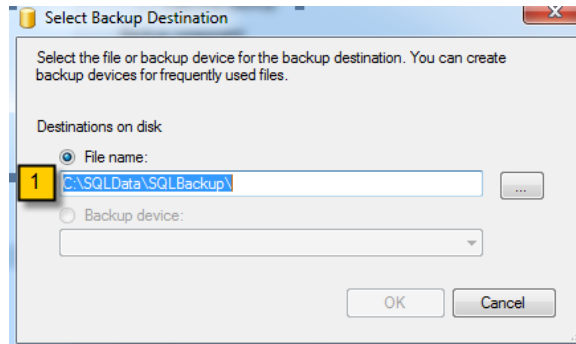 Select Backup Destination
Select the file or backup device for the backup destination. You can create
backup devices for frequently used files.
Destinations on disk
File name:
1
C:\SQLData\SQLBackup\
...
Backup device:
OK
Cancel